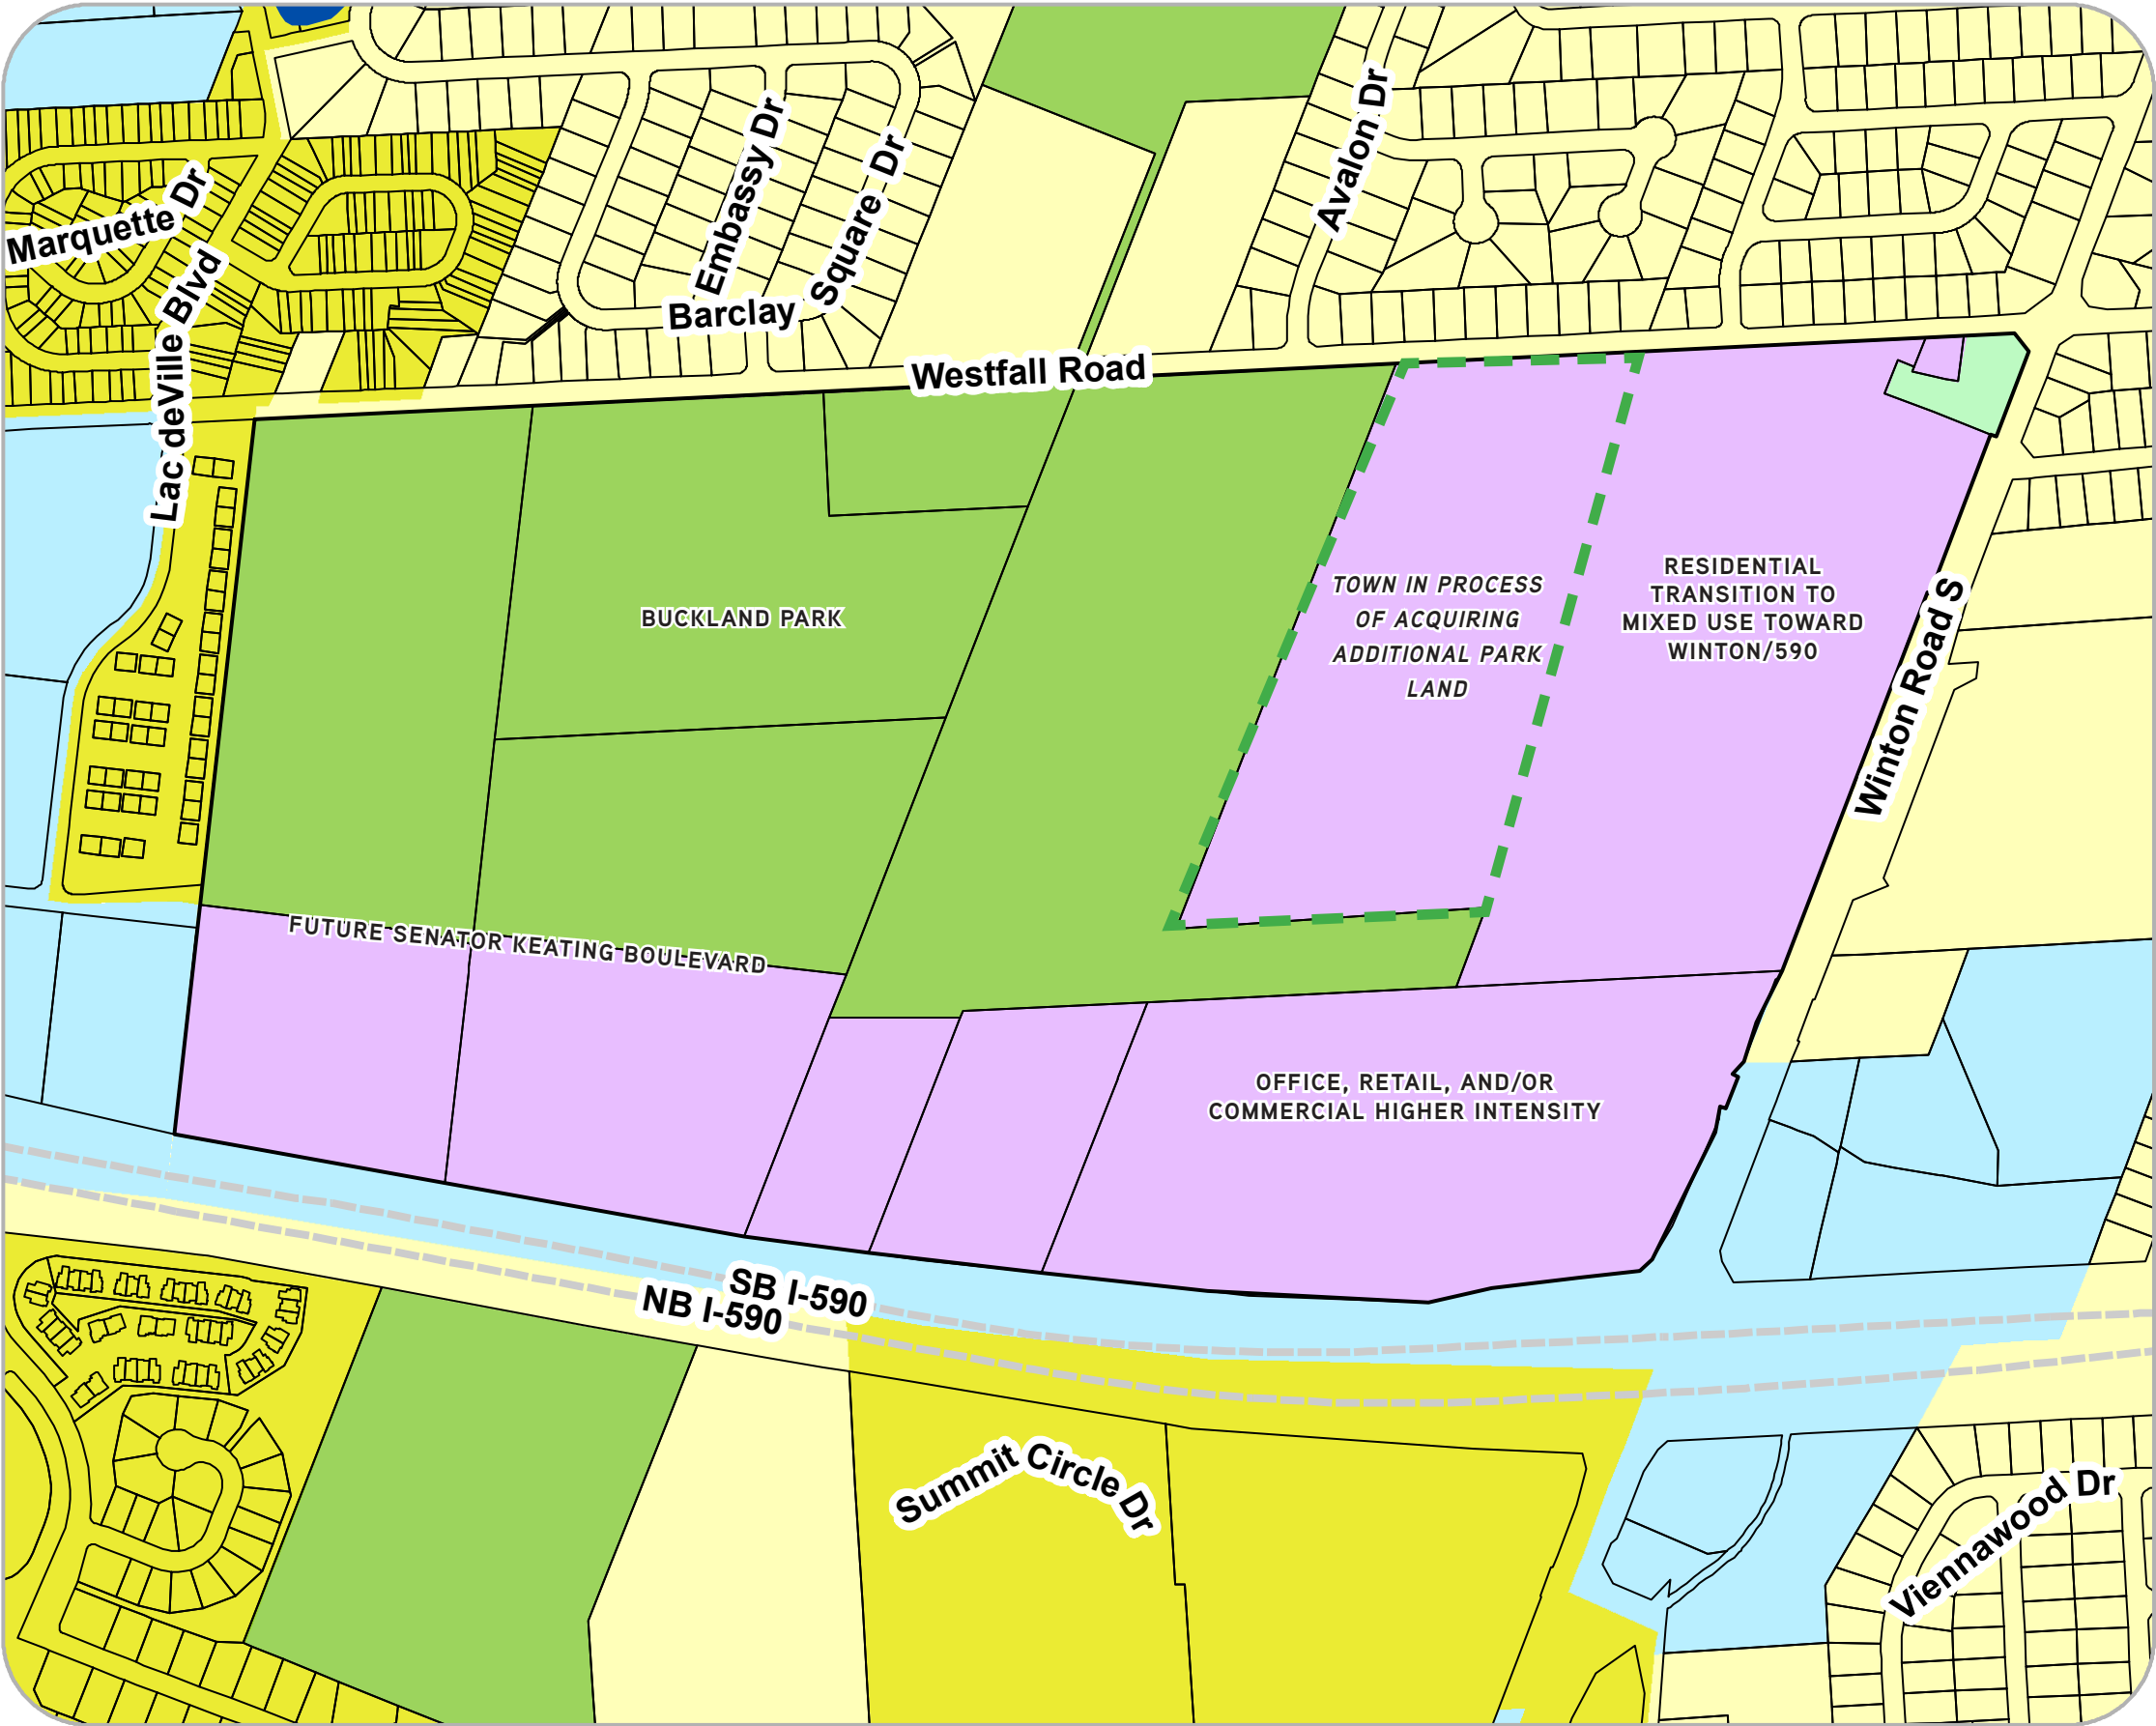 Marquette Dr
Lac deVille Blvd
Embassy Dr
Barclay
Square Dr
Avalon Dr
Westfall Road
BUCKLAND PARK
TOWN IN PROCESS
OF ACQUIRING
ADDITIONAL PARK
LAND
RESIDENTIAL
TRANSITION TO
MIXED USE TOWARD
WINTON/590
Winton Road S
FUTURE SENATOR KEATING BOULEVARD
OFFICE, RETAIL, AND/OR
COMMERCIAL HIGHER INTENSITY
SB I-590
NB I-590
Summit Circle Dr
Viennawood Dr